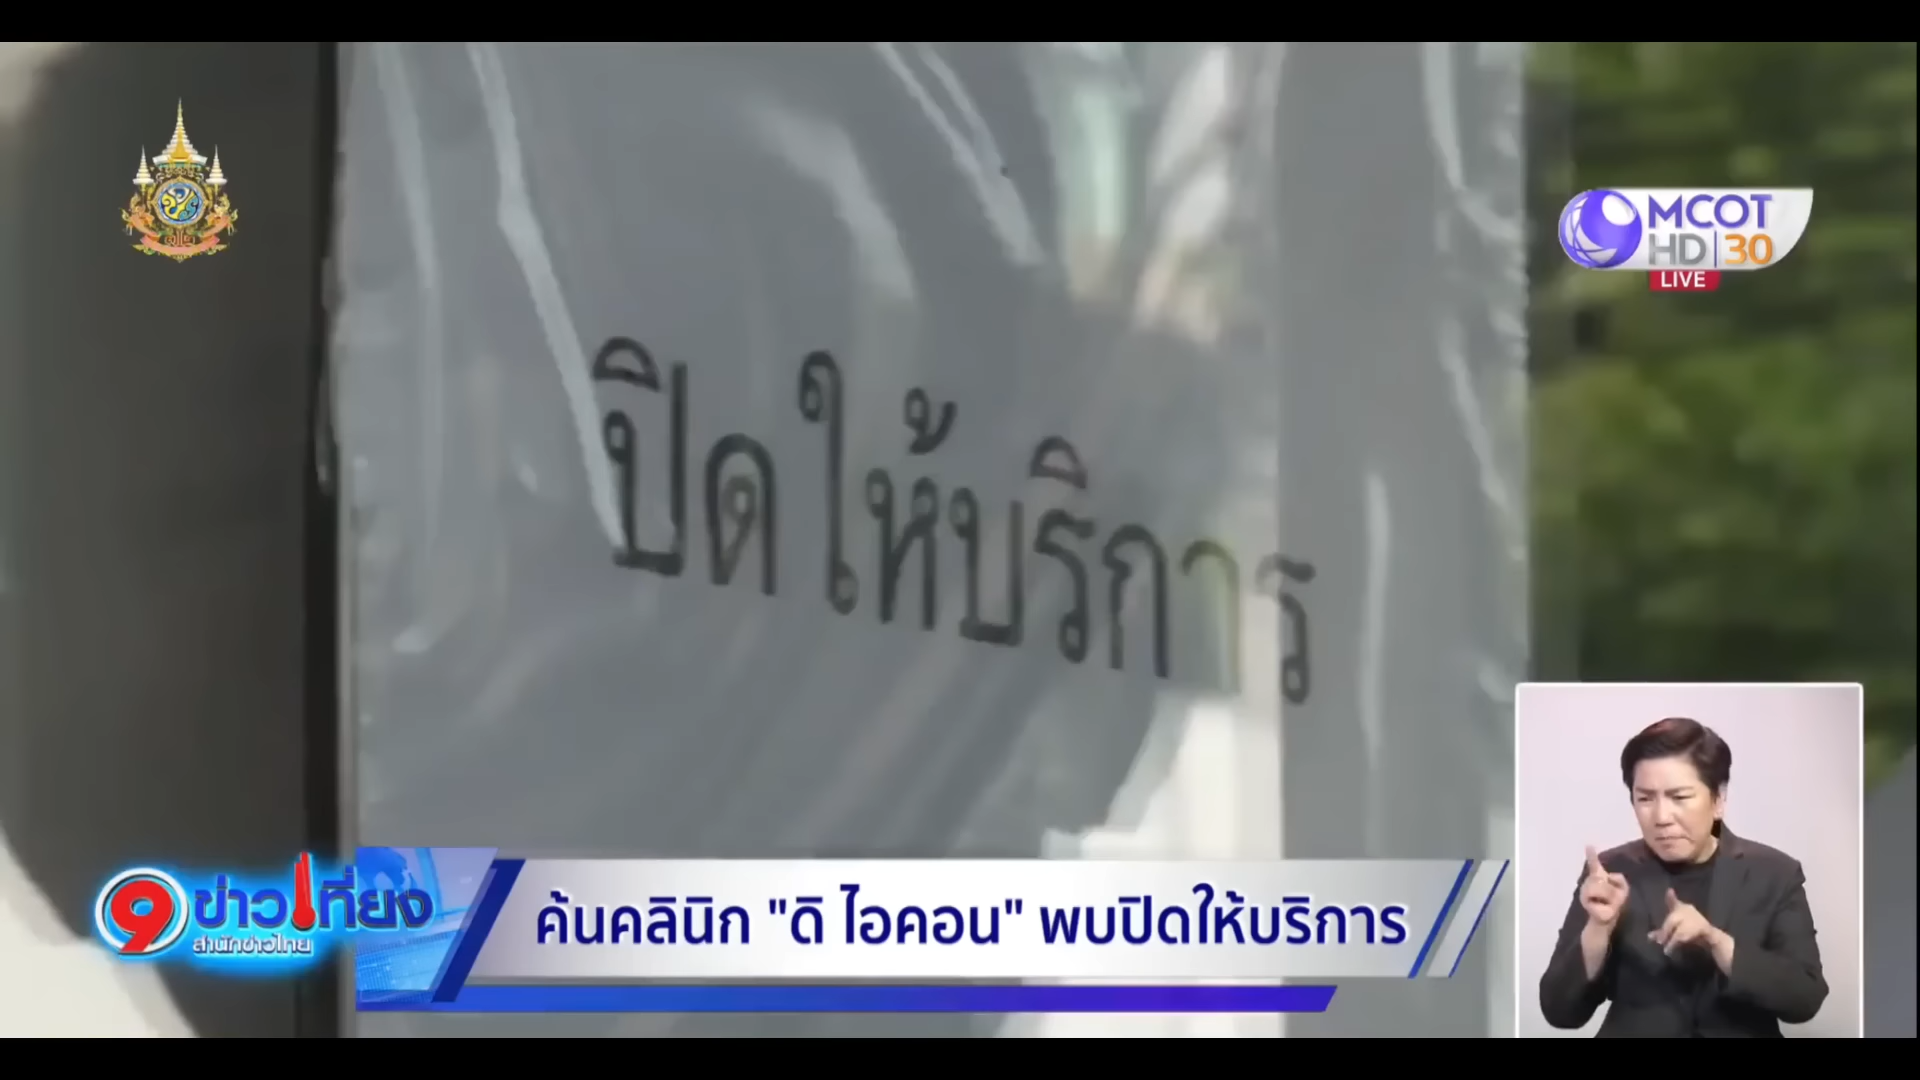 MCOT
HD 30
LIVE
ปิดให้บริการ
9 ข่าวเที่ยง
สำนักข่าวไทย
ค้นคลินิก "ดิ ไอคอน" พบปิดให้บริการ